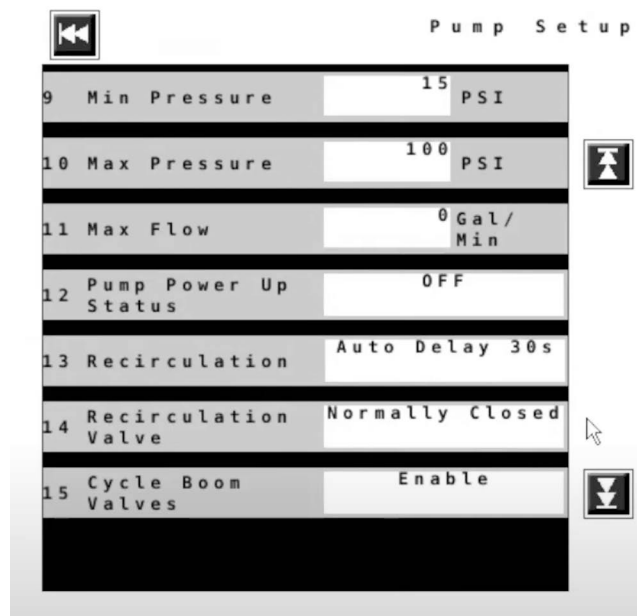 Pump Setup
9 Min Pressure 15 PSI
10 Max Pressure 100 PSI
11 Max Flow 0 Gal/
Min
12 Pump Power Up
Status OFF
13 Recirculation Auto Delay 30s
14 Recirculation
Valve Normally Closed
15 Cycle Boom
Valves Enable